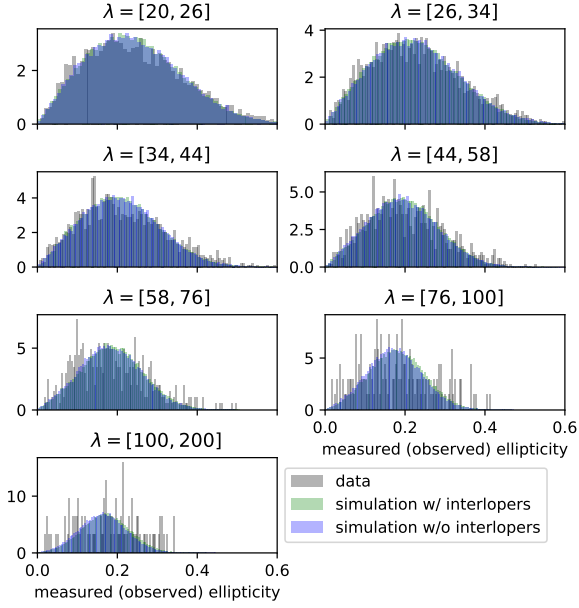 λ = [20, 26]
λ = [26, 34]
2
0
4
2
0
λ = [34, 44]
λ = [44, 58]
4
2
0
5.0
2.5
0.0
λ = [58, 76]
λ = [76, 100]
5
0
5
0
0.0 0.2 0.4 0.6
measured (observed) ellipticity
λ = [100, 200]
10
0
0.0 0.2 0.4 0.6
measured (observed) ellipticity
data
simulation w/ interlopers
simulation w/o interlopers